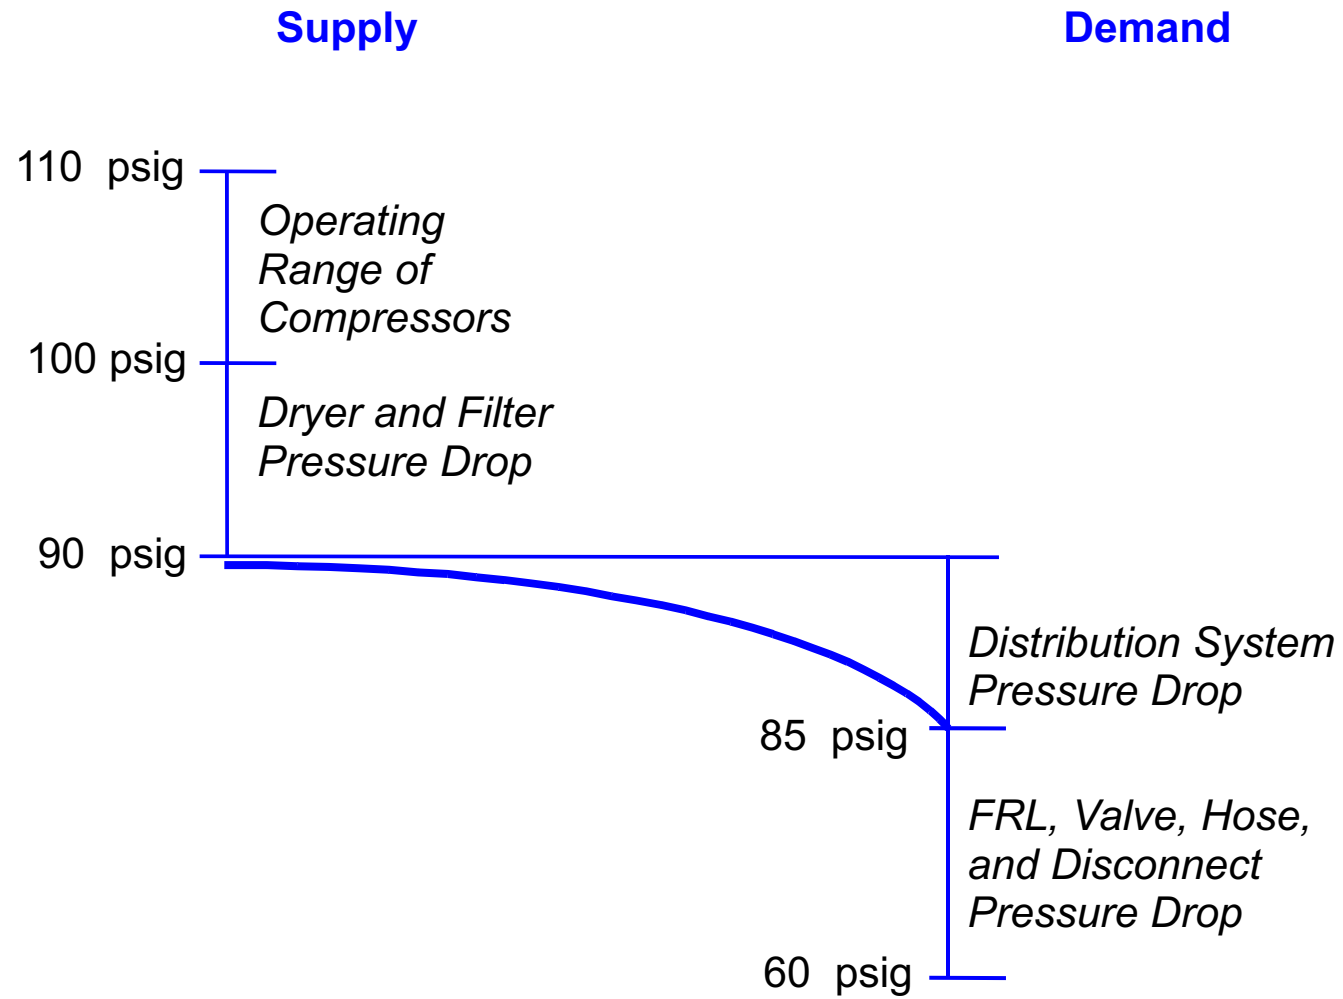 Supply
Demand
110 psig
Operating
Range of
Compressors
100 psig
Dryer and Filter
Pressure Drop
90 psig
Distribution System
Pressure Drop
85 psig
FRL, Valve, Hose,
and Disconnect
Pressure Drop
60 psig